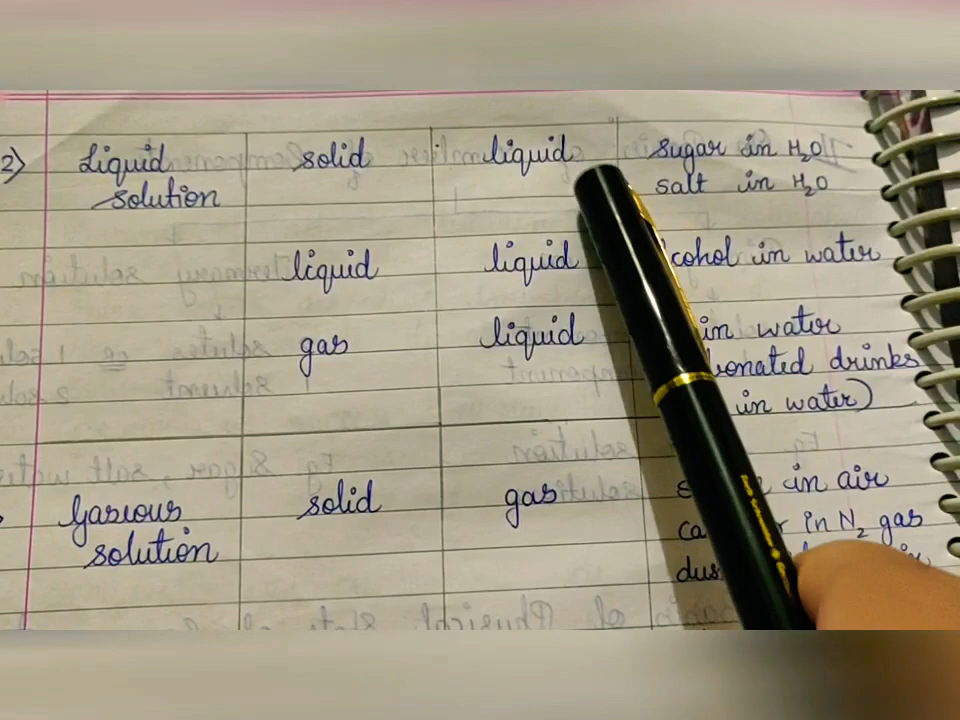 2) Liquid solid liquid sugar in H₂O
solution salt in H₂O
liquid liquid cohol in water
gas liquid in water
onated drinks
in water)
Gasious solid gas in air
solution in N₂ gas
dus